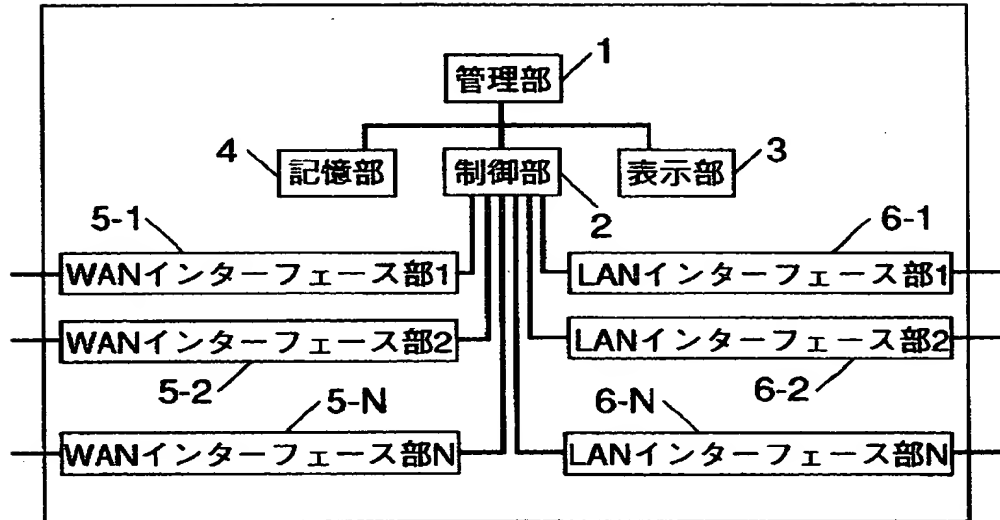 1
管理部
4
記憶部
制御部
表示部
3
2
5-1
6-1
WANインターフェース部1
LANインターフェース部1
WANインターフェース部2
LANインターフェース部2
5-2
6-2
5-N
6-N
WANインターフェース部N
LANインターフェース部N